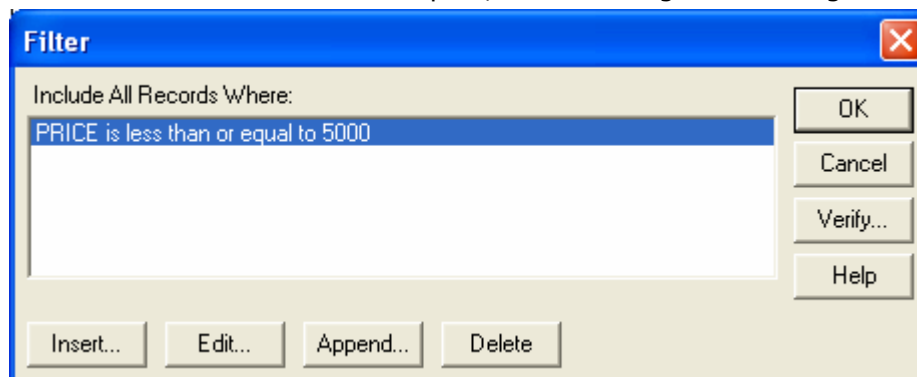 Filter
Include All Records Where:
PRICE is less than or equal to 5000
OK
Cancel
Verify...
Help
Insert... Edit... Append... Delete